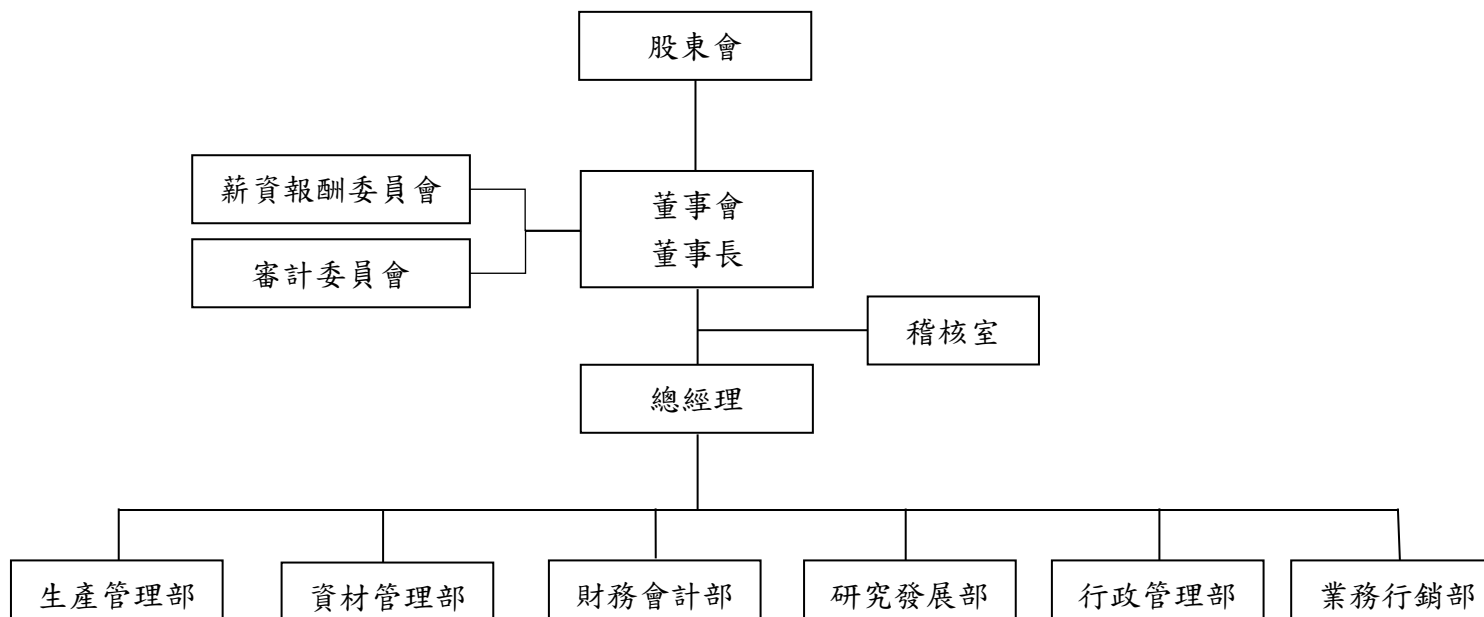 股東會
薪資報酬委員會
董事會
董事長
審計委員會
稽核室
總經理
生產管理部
資材管理部
財務會計部
研究發展部
行政管理部
業務行銷部